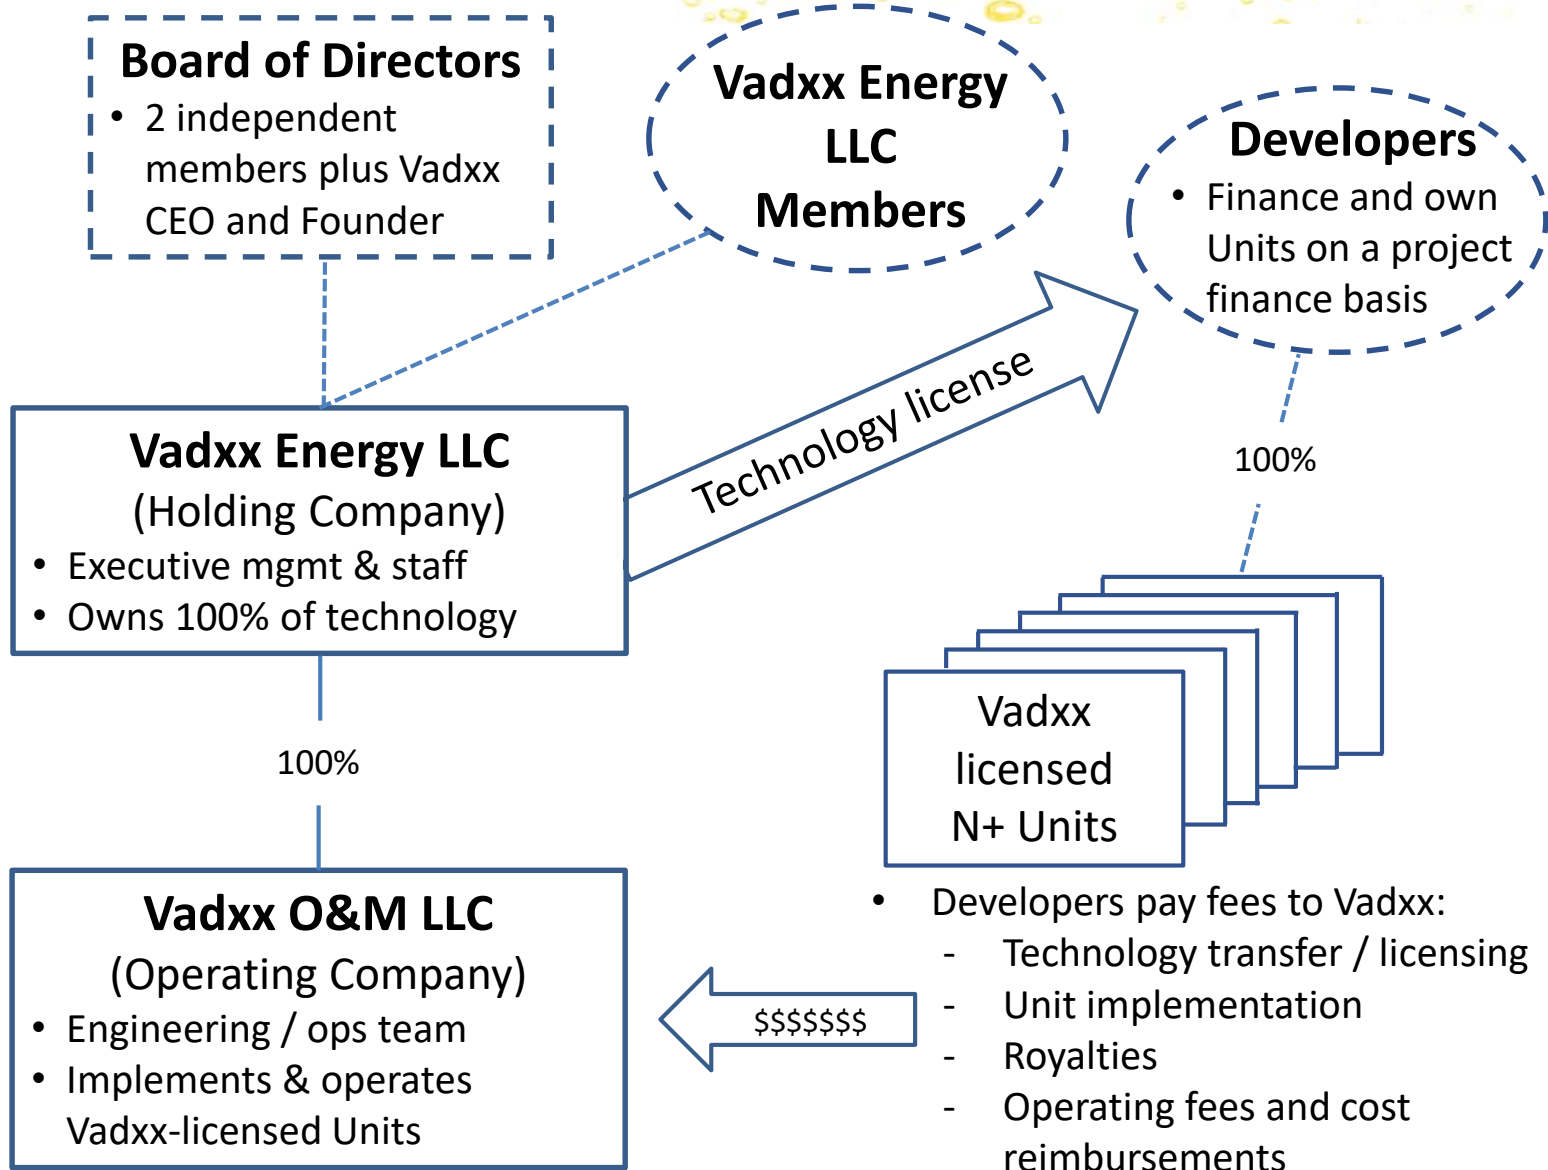 Board of Directors
• 2 independent
members plus Vadxx
CEO and Founder
Vadxx Energy
LLC
Members
Developers
• Finance and own
Units on a project
finance basis
Technology license
100%
Vadxx Energy LLC
(Holding Company)
• Executive mgmt & staff
• Owns 100% of technology
100%
Vadxx
licensed
N+ Units
Vadxx O&M LLC
(Operating Company)
• Engineering / ops team
• Implements & operates
Vadxx-licensed Units
$$$$$$$
• Developers pay fees to Vadxx:
- Technology transfer / licensing
- Unit implementation
- Royalties
- Operating fees and cost
reimbursements